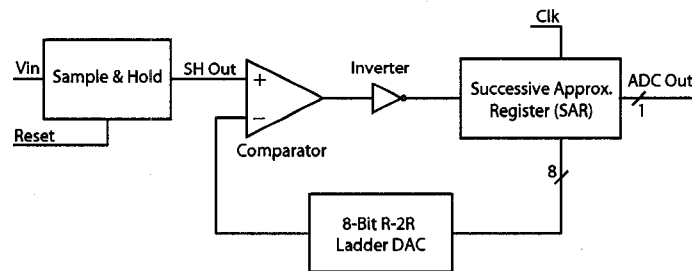 Clk
Vin
Sample & Hold
SH Out
Reset
+
−
Comparator
Inverter
Successive Approx.
Register (SAR)
ADC Out
1
8
8-Bit R-2R
Ladder DAC